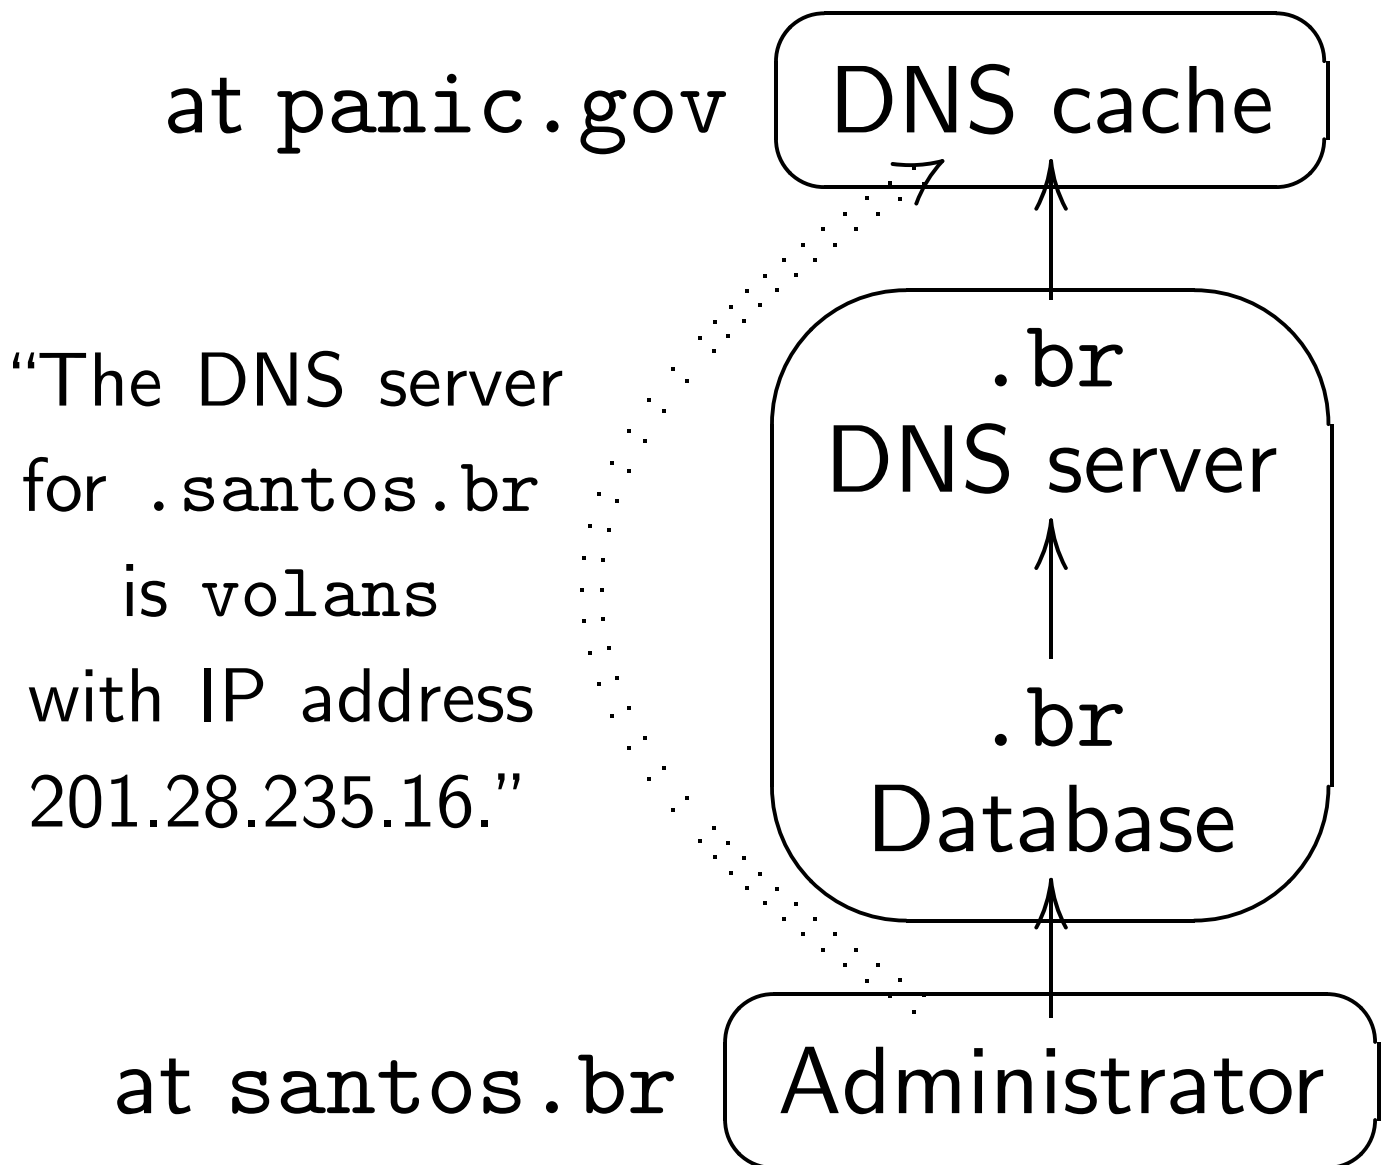 at panic.gov DNS cache
.br
DNS server
.br
Database
“The DNS server
for .santos.br
is volans
with IP address
201.28.235.16.”
at santos.br Administrator